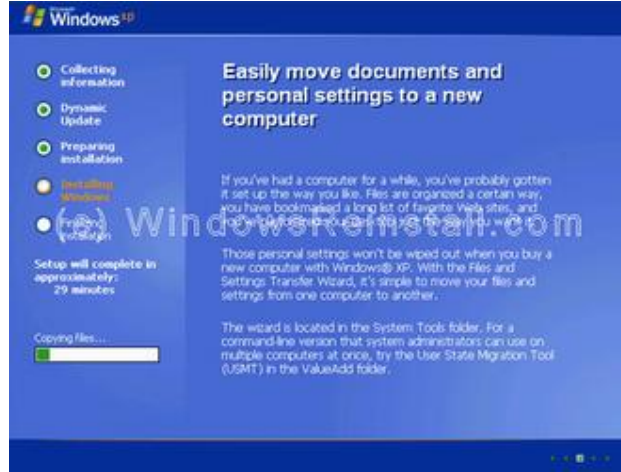 Microsoft
Windows xp
Collecting
information
Dynamic
Update
Preparing
installation
Installing
Windows
Finalizing
installation
Setup will complete in
approximately:
29 minutes
Copying files...
Easily move documents and
personal settings to a new
computer
If you've had a computer for a while, you've probably gotten
it set up the way you like. Files are organized a certain way,
you have bookmarked a long list of favorite Web sites, and
you want it.
(c) WindowsReinstall.com
Those personal settings won't be wiped out when you buy a
new computer with Windows® XP. With the Files and
Settings Transfer Wizard, it's simple to move your files and
settings from one computer to another.
The wizard is located in the System Tools folder. For a
command-line version that system administrators can use on
multiple computers at once, try the User State Migration Tool
(USMT) in the ValueAdd folder.